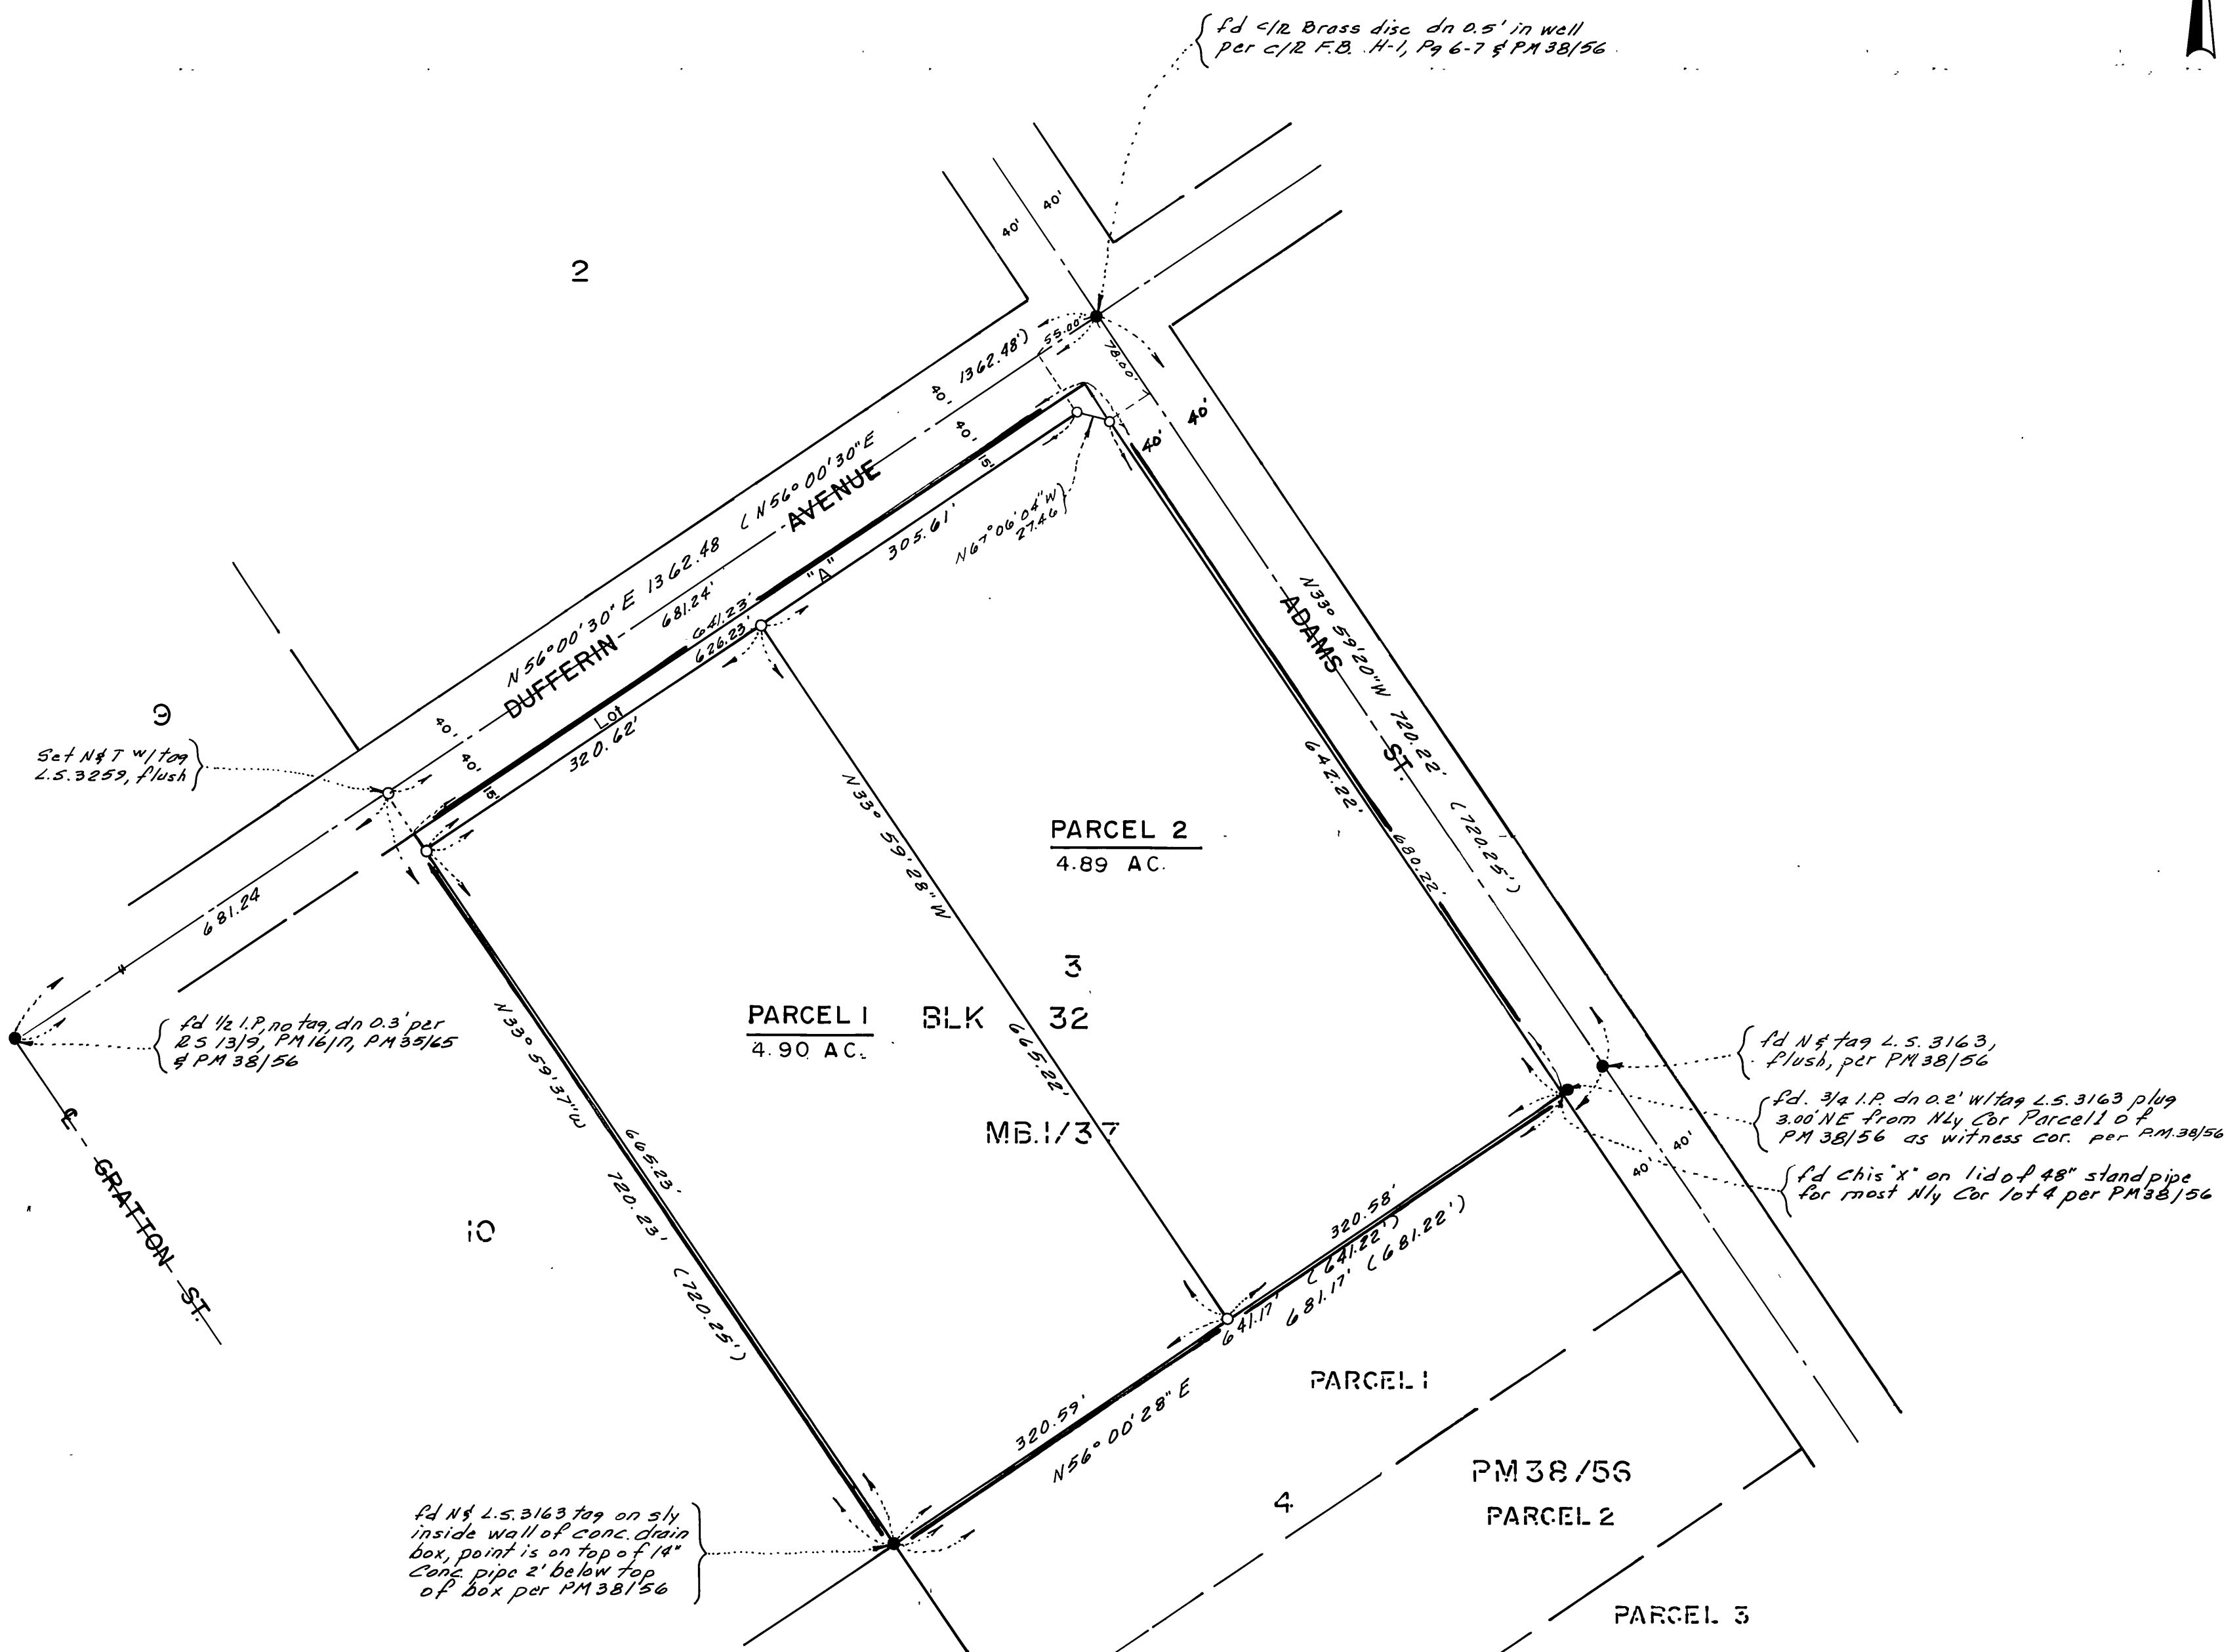 fd c/R Brass disc dn 0.5' in well
per c/R F.B. H-1, Pg 6-7 & PM 38/56
40'
40'
2
55.00'
78.00'
1362.48')
40'
40'
40'
40'
15'
(N56°00'30"E
N56°00'30"E 1362.48
AVENUE
DUFFERIN
681.24'
641.23'
626.23'
"A"
305.61'
N67°06'04"W
27.46
Lot
320.62'
N33°59'20"W 720.22' (720.25')
ADAMS
ST.
642.22'
680.22'
9
Set N&T w/tag
L.S.3259, flush
40'
40'
15'
681.24
N33°59'28"W
665.22'
PARCEL 2
4.89 AC.
3
PARCEL 1
4.90 AC.
BLK 32
MB.1/37
fd 1/2 I.P, no tag, dn 0.3' per
RS 13/9, PM 16/17, PM 35/65
& PM 38/56
N33°59'37"W
665.23'
720.23' (720.25')
fd N& tag L.S. 3163,
flush, per PM 38/56
fd. 3/4 I.P. dn 0.2' w/tag L.S. 3163 plug
3.00' NE from NLy Cor Parcel 1 of
PM 38/56 as witness cor. per P.M. 38/56
fd chis "x" on lid of 48" stand pipe
for most Nly Cor lot 4 per PM 38/56
40'
40'
℄ GRATTON ST.
10
320.58'
(641.22')
641.17'
681.17' (681.22')
320.59'
N56°00'28"E
PARCEL 1
PM 38/56
PARCEL 2
4
PARCEL 3
fd N& L.S.3163 tag on sly
inside wall of conc. drain
box, point is on top of 14"
Conc. pipe 2' below top
of box per PM 38/56